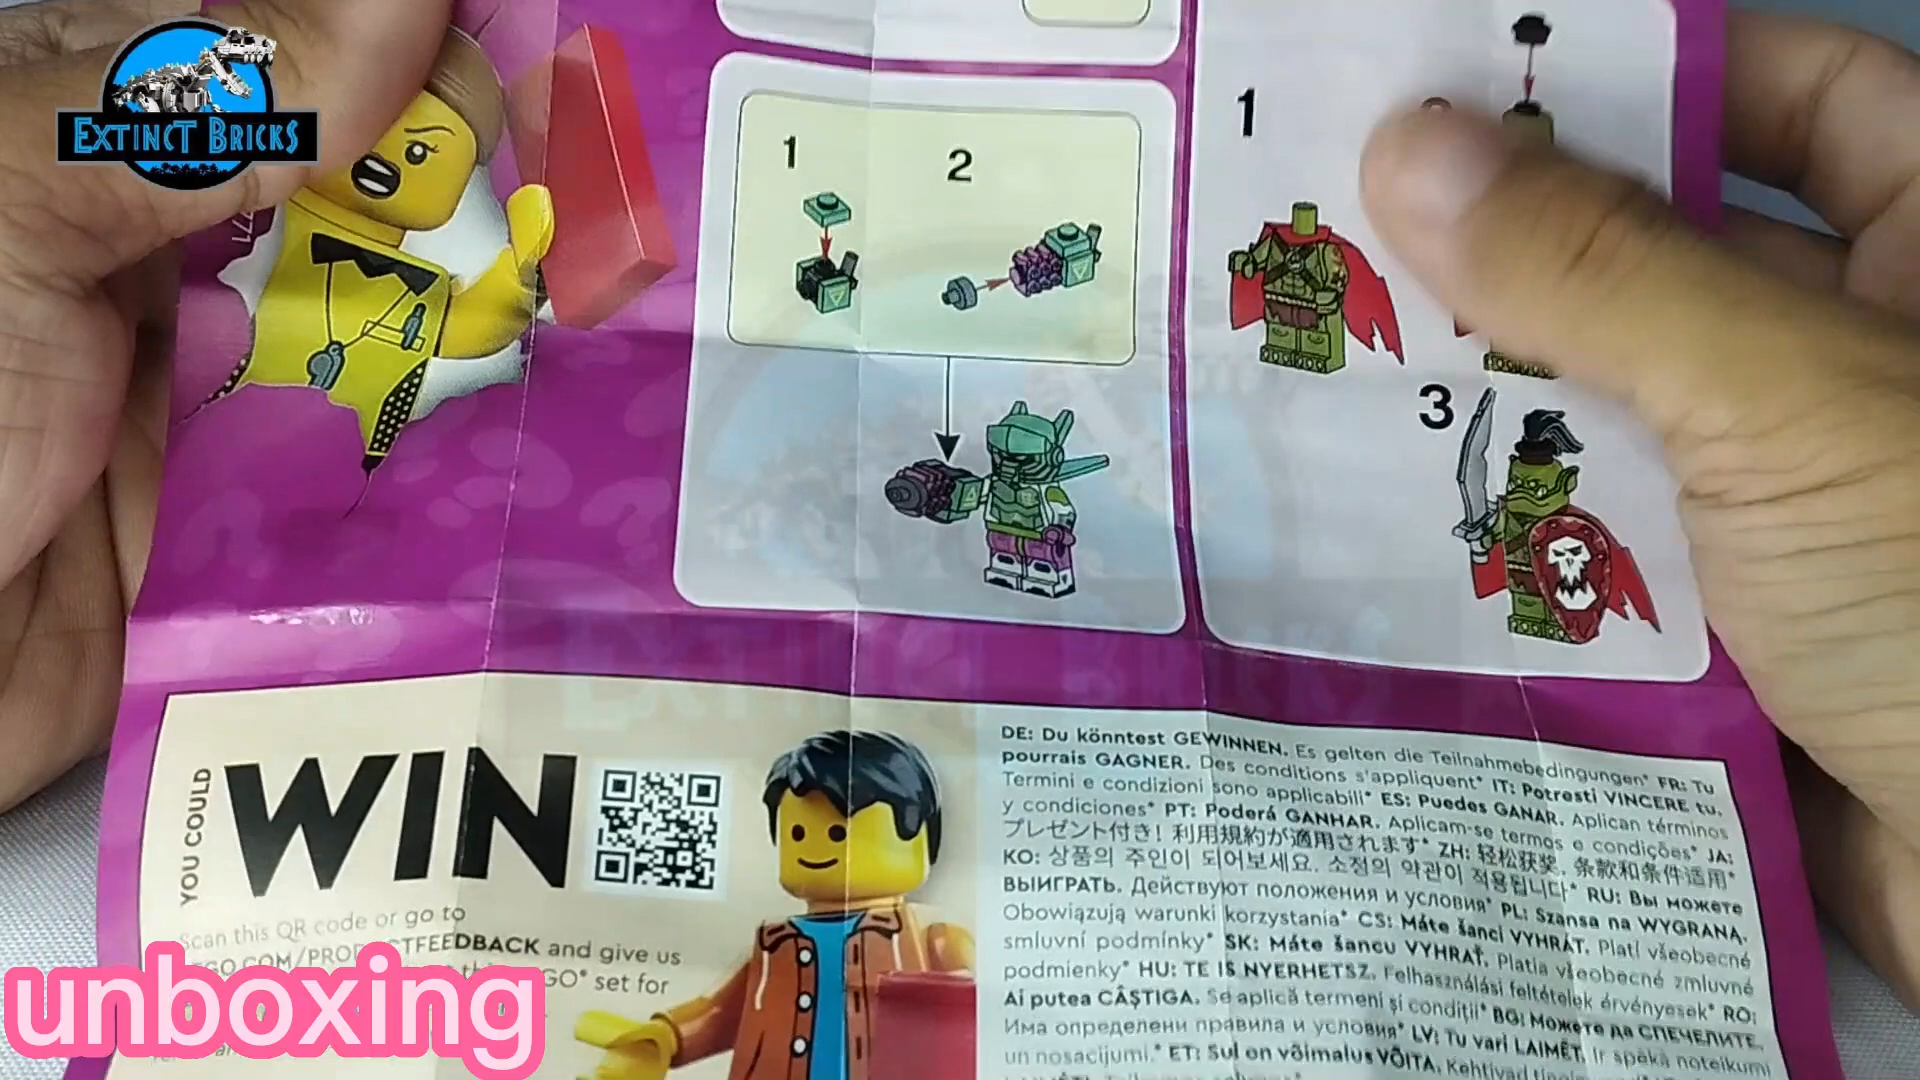 EXTINCT BRICKS
1
2
1
3
YOU COULD
WIN
Scan this QR code or go to
LEGO.COM/PRODUCTFEEDBACK and give us
set for
DE: Du könntest GEWINNEN. Es gelten die Teilnahmebedingungen* FR: Tu
pourrais GAGNER. Des conditions s'appliquent* IT: Potresti VINCERE tu.
Termini e condizioni sono applicabili* ES: Puedes GANAR. Aplican términos
y condiciones* PT: Poderá GANHAR. Aplicam-se termos e condições* JA:
プレゼント付き！利用規約が適用されます* ZH: 轻松获奖. 条款和条件适用*
KO: 상품의 주인이 되어보세요. 소정의 약관이 적용됩니다* RU: Вы можете
ВЫИГРАТЬ. Действуют положения и условия* PL: Szansa na WYGRANĄ.
Obowiązują warunki korzystania* CS: Máte šanci VYHRÁT. Platí všeobecné
smluvní podmínky* SK: Máte šancu VYHRAŤ. Platia všeobecné zmluvné
podmienky* HU: TE IS NYERHETSZ. Felhasználási feltételek érvényesek* RO:
Ai putea CÂȘTIGA. Se aplică termeni și condiții* BG: Можете да СПЕЧЕЛИТЕ.
Има определени правила и условия* LV: Tu vari LAIMĒT. Ir spēkā noteikumi
un nosacījumi.* ET: Sul on võimalus VÕITA. Kehtivad
unboxing